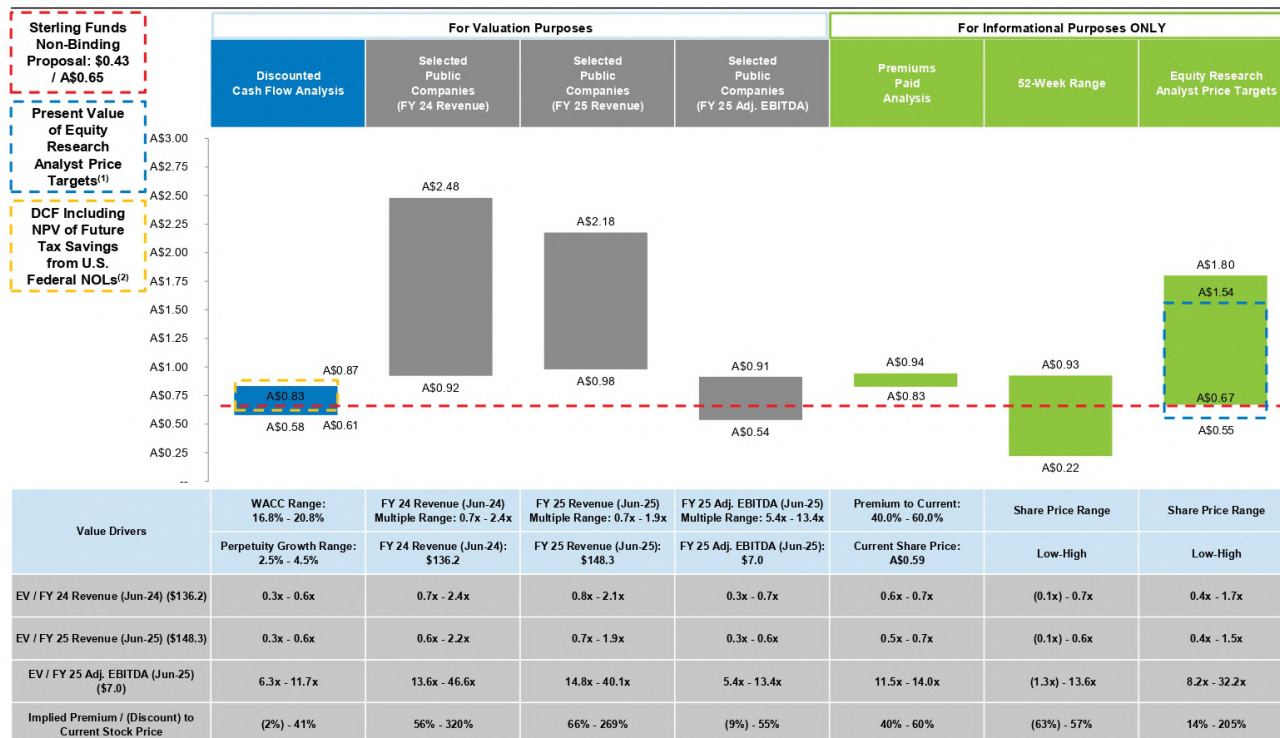 Sterling Funds
Non-Binding
Proposal: $0.43
/ A$0.65
Present Value
of Equity
Research
Analyst Price
Targets(1)
DCF Including
NPV of Future
Tax Savings
from U.S.
Federal NOLs(2)
For Valuation Purposes
For Informational Purposes ONLY
Discounted
Cash Flow Analysis
Selected
Public
Companies
(FY 24 Revenue)
Selected
Public
Companies
(FY 25 Revenue)
Selected
Public
Companies
(FY 25 Adj. EBITDA)
Premiums
Paid
Analysis
52-Week Range
Equity Research
Analyst Price Targets
A$3.00
A$2.75
A$2.50
A$2.25
A$2.00
A$1.75
A$1.50
A$1.25
A$1.00
A$0.75
A$0.50
A$0.25
--
A$0.87
A$0.83
A$0.58
A$0.61
A$2.48
A$0.92
A$2.18
A$0.98
A$0.91
A$0.54
A$0.94
A$0.83
A$0.93
A$0.22
A$1.80
A$1.54
A$0.67
A$0.55
Value Drivers
WACC Range:
16.8% - 20.8%
FY 24 Revenue (Jun-24)
Multiple Range: 0.7x - 2.4x
FY 25 Revenue (Jun-25)
Multiple Range: 0.7x - 1.9x
FY 25 Adj. EBITDA (Jun-25)
Multiple Range: 5.4x - 13.4x
Premium to Current:
40.0% - 60.0%
Share Price Range
Share Price Range
Perpetuity Growth Range:
2.5% - 4.5%
FY 24 Revenue (Jun-24):
$136.2
FY 25 Revenue (Jun-25):
$148.3
FY 25 Adj. EBITDA (Jun-25):
$7.0
Current Share Price:
A$0.59
Low-High
Low-High
EV / FY 24 Revenue (Jun-24) ($136.2)
0.3x - 0.6x
0.7x - 2.4x
0.8x - 2.1x
0.3x - 0.7x
0.6x - 0.7x
(0.1x) - 0.7x
0.4x - 1.7x
EV / FY 25 Revenue (Jun-25) ($148.3)
0.3x - 0.6x
0.6x - 2.2x
0.7x - 1.9x
0.3x - 0.6x
0.5x - 0.7x
(0.1x) - 0.6x
0.4x - 1.5x
EV / FY 25 Adj. EBITDA (Jun-25)
($7.0)
6.3x - 11.7x
13.6x - 46.6x
14.8x - 40.1x
5.4x - 13.4x
11.5x - 14.0x
(1.3x) - 13.6x
8.2x - 32.2x
Implied Premium / (Discount) to
Current Stock Price
(2%) - 41%
56% - 320%
66% - 269%
(9%) - 55%
40% - 60%
(63%) - 57%
14% - 205%